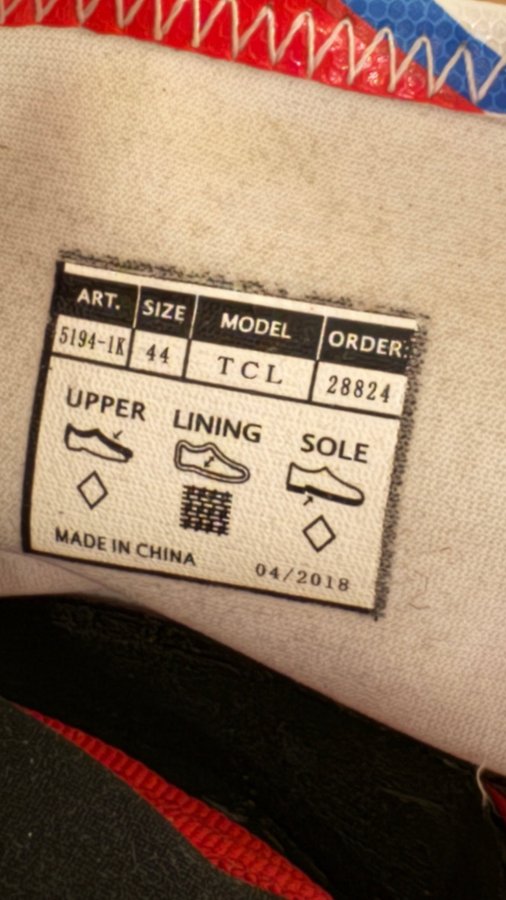 ART. SIZE MODEL ORDER:
5194-1K 44 TCL 28824
UPPER LINING SOLE
MADE IN CHINA 04/2018